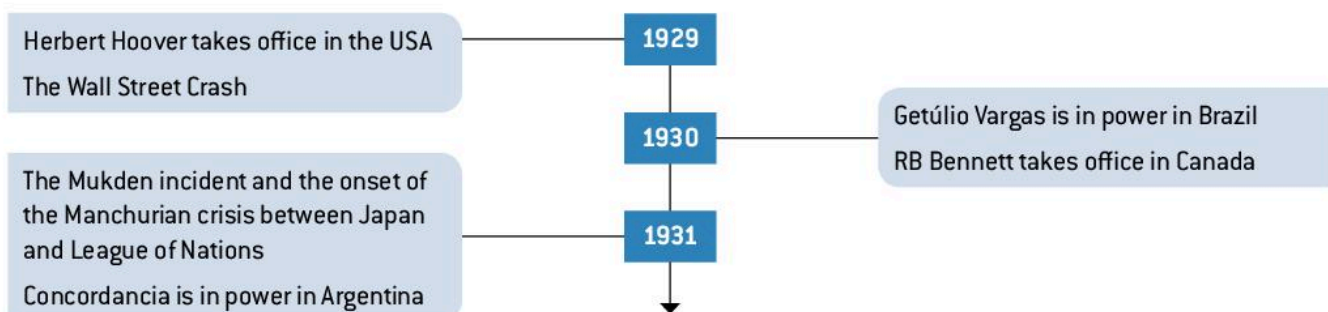 1929
Herbert Hoover takes office in the USA
The Wall Street Crash
1930
Getúlio Vargas is in power in Brazil
RB Bennett takes office in Canada
1931
The Mukden incident and the onset of
the Manchurian crisis between Japan
and League of Nations
Concordancia is in power in Argentina